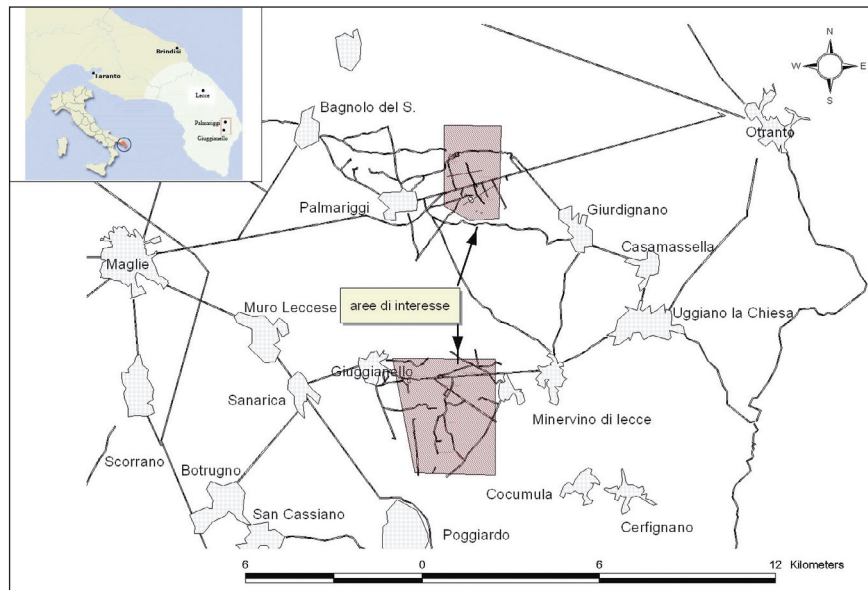 Brindisi
Taranto
Lecce
Palmariggi
Giuggianello
N
W
E
S
Bagnolo del S.
Otranto
Palmariggi
Giurdignano
Casamassella
Maglie
aree di interesse
Muro Leccese
Uggiano la Chiesa
Giuggianello
Sanarica
Minervino di lecce
Scorrano
Botrugno
Cocumula
San Cassiano
Cerfignano
Poggiardo
6
0
6
12
Kilometers